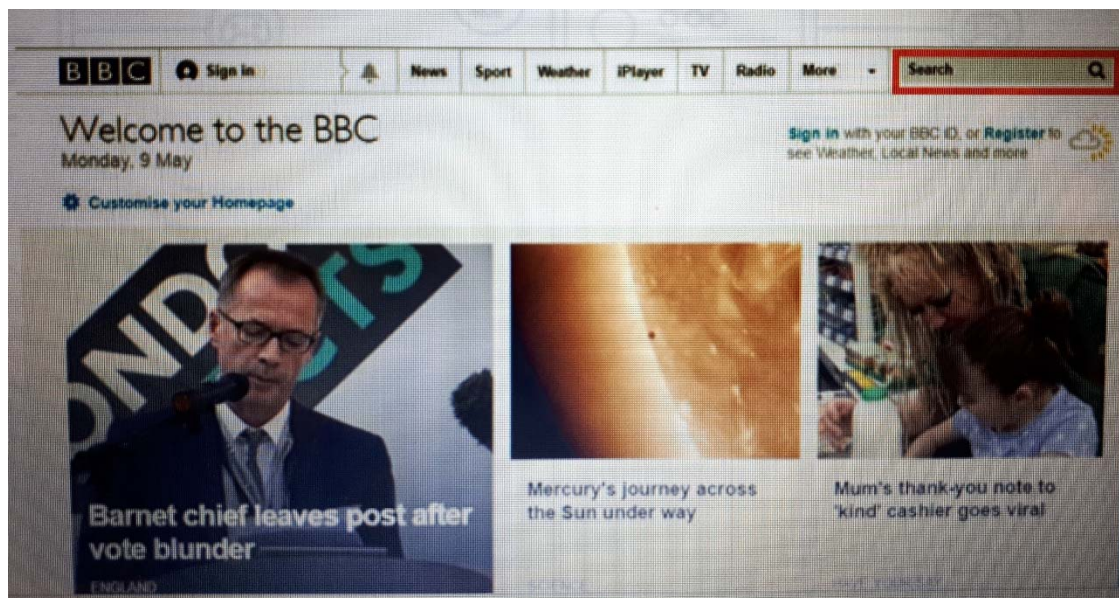 BBC Sign in News Sport Weather iPlayer TV Radio More Search
Welcome to the BBC
Monday, 9 May
Sign in with your BBC iD, or Register to
see Weather, Local News and more
Customise your Homepage
OND
CTS
Barnet chief leaves post after
vote blunder
ENGLAND
Mercury's journey across
the Sun under way
SCIENCE
Mum's thank-you note to
'kind' cashier goes viral